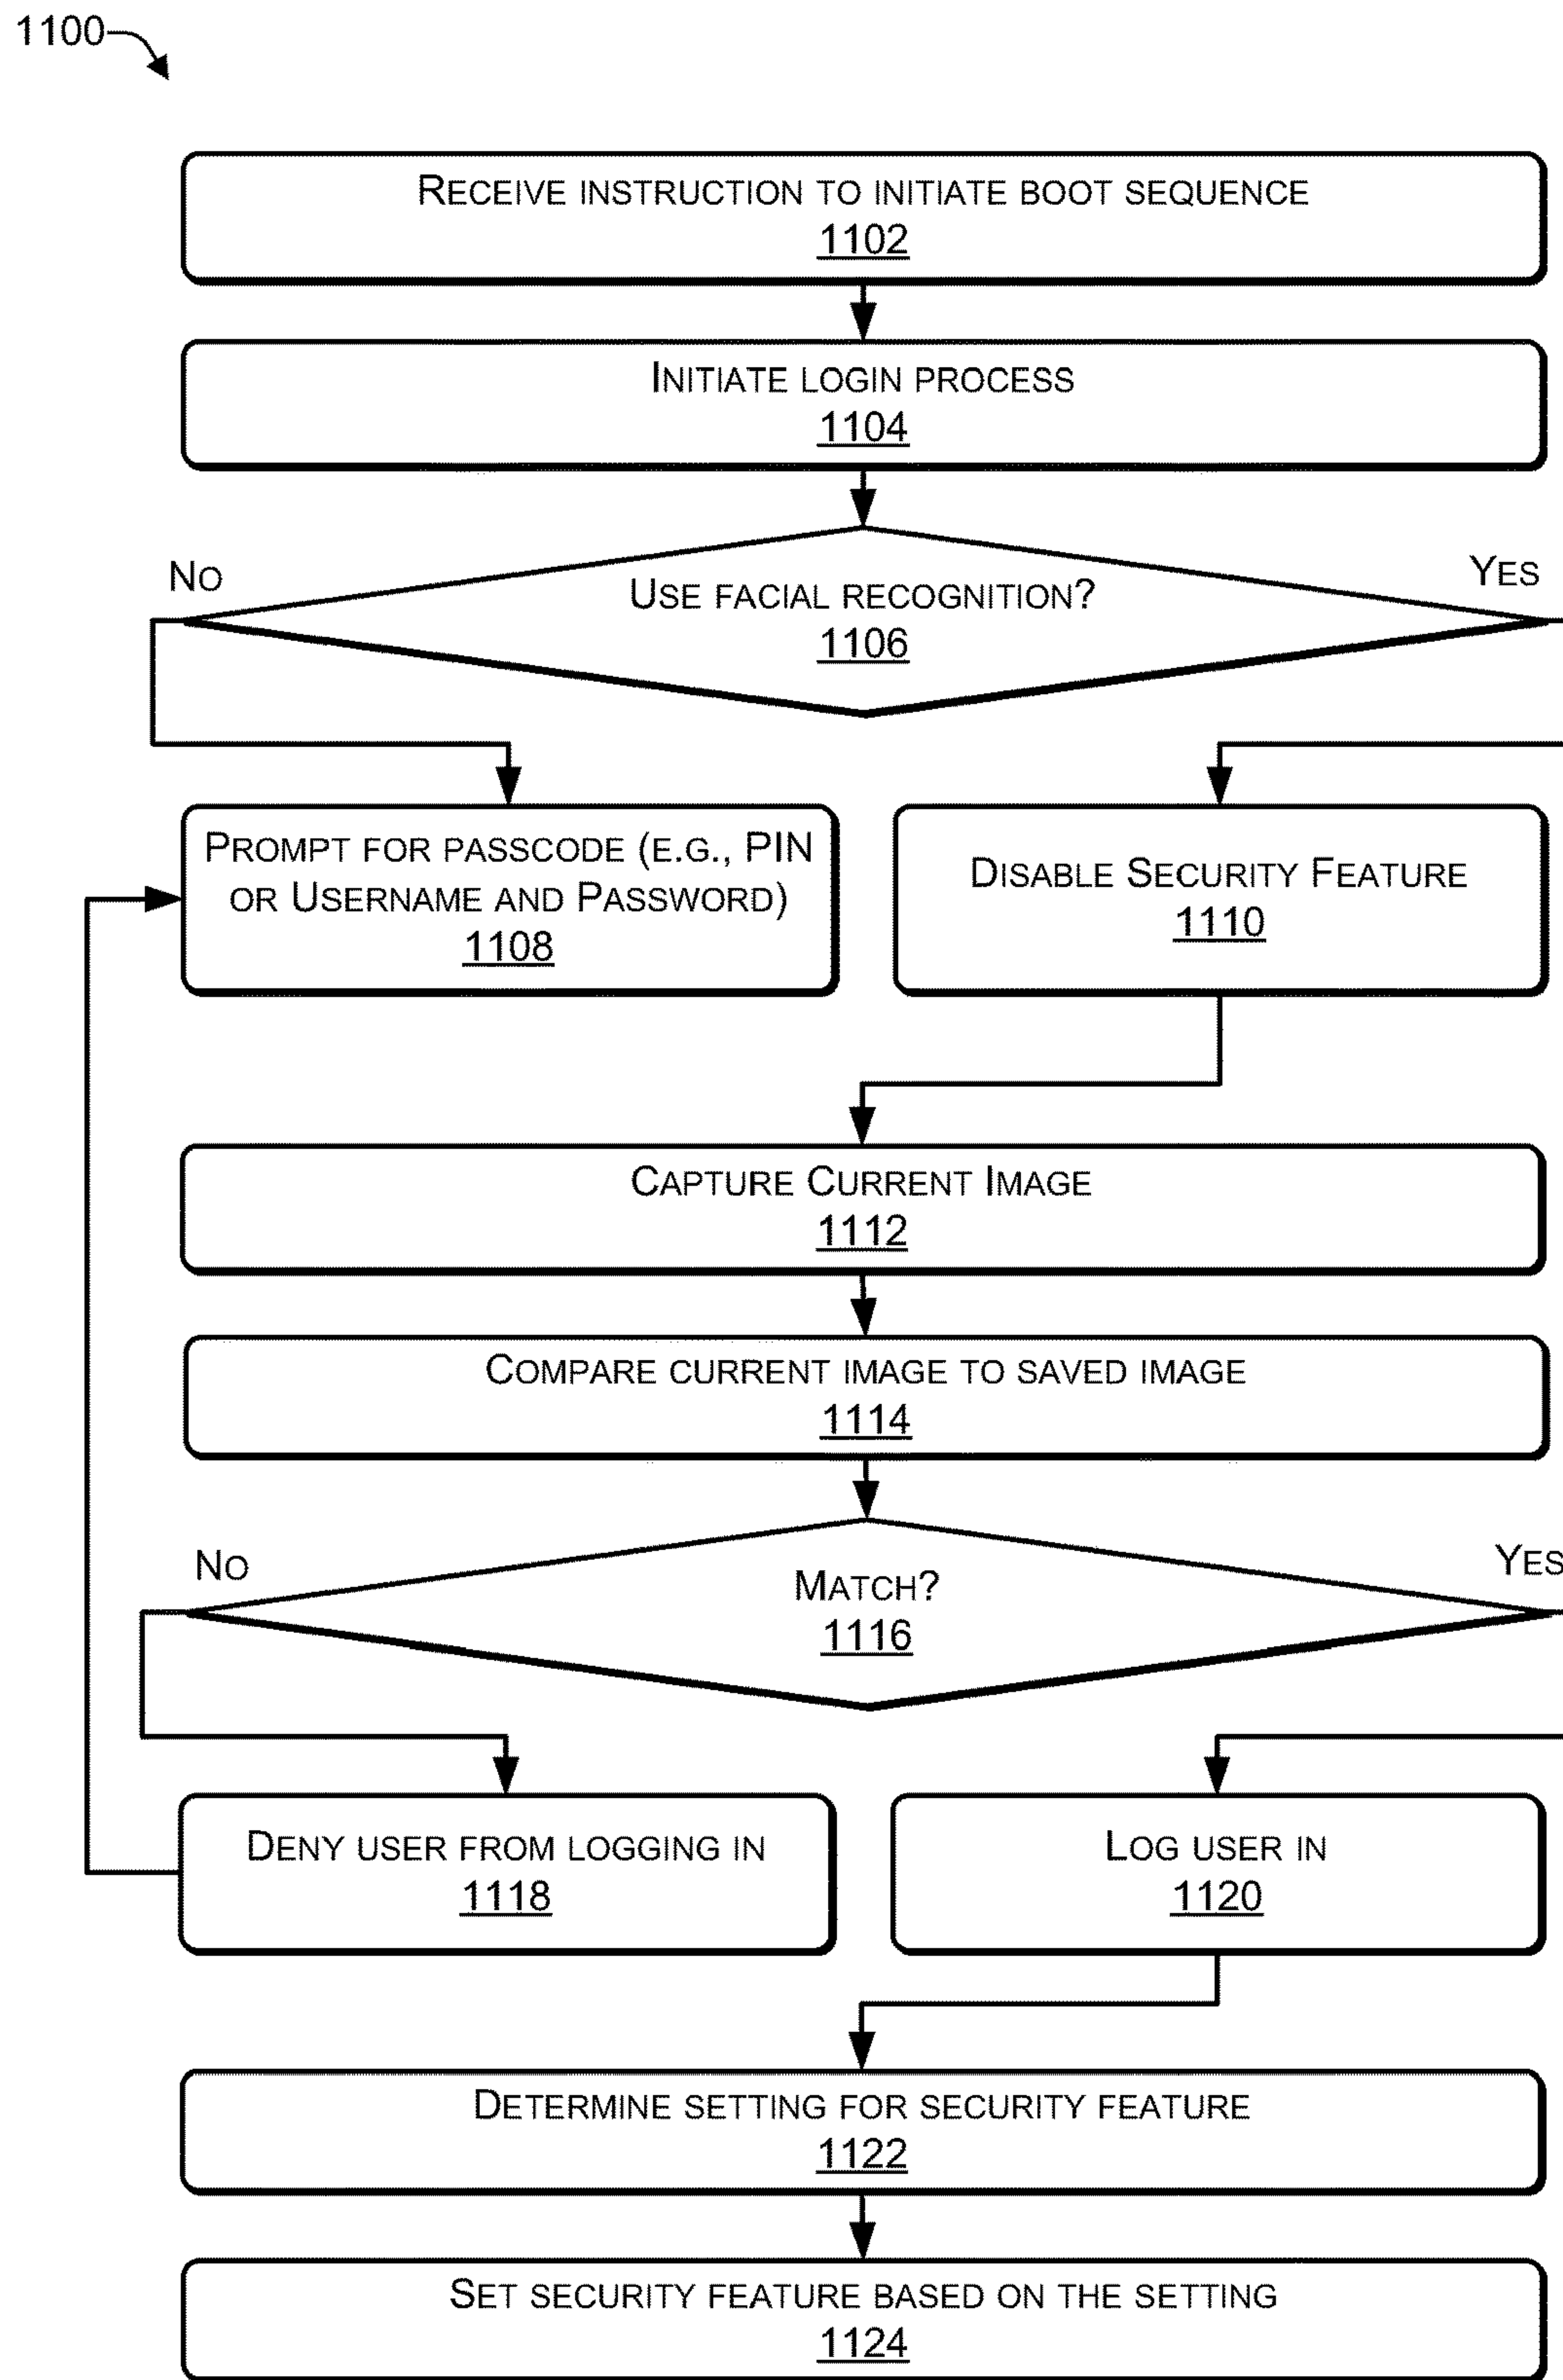 1100
Receive instruction to initiate boot sequence
1102
Initiate login process
1104
No
Yes
Use facial recognition?
1106
Prompt for passcode (e.g., PIN
or Username and Password)
1108
Disable Security Feature
1110
Capture Current Image
1112
Compare current image to saved image
1114
No
Yes
Match?
1116
Deny user from logging in
1118
Log user in
1120
Determine setting for security feature
1122
Set security feature based on the setting
1124